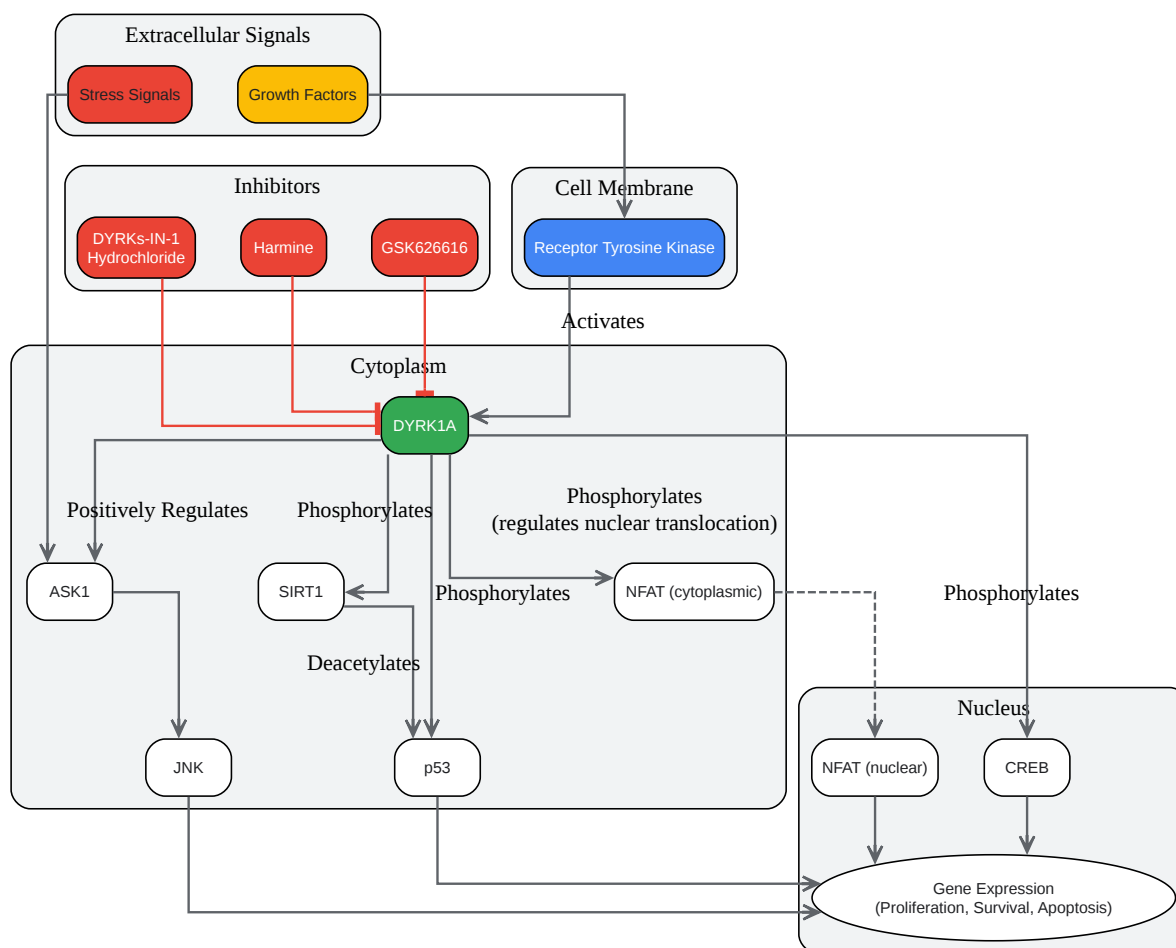 Extracellular Signals
Stress Signals
Growth Factors
Inhibitors
Cell Membrane
DYRKs-IN-1
Hydrochloride
Harmine
GSK626616
Receptor Tyrosine Kinase
Activates
Cytoplasm
DYRK1A
Positively Regulates
Phosphorylates
Phosphorylates
(regulates nuclear translocation)
ASK1
SIRT1
Phosphorylates
NFAT (cytoplasmic)
Phosphorylates
Deacetylates
Nucleus
JNK
p53
NFAT (nuclear)
CREB
Gene Expression
(Proliferation, Survival, Apoptosis)